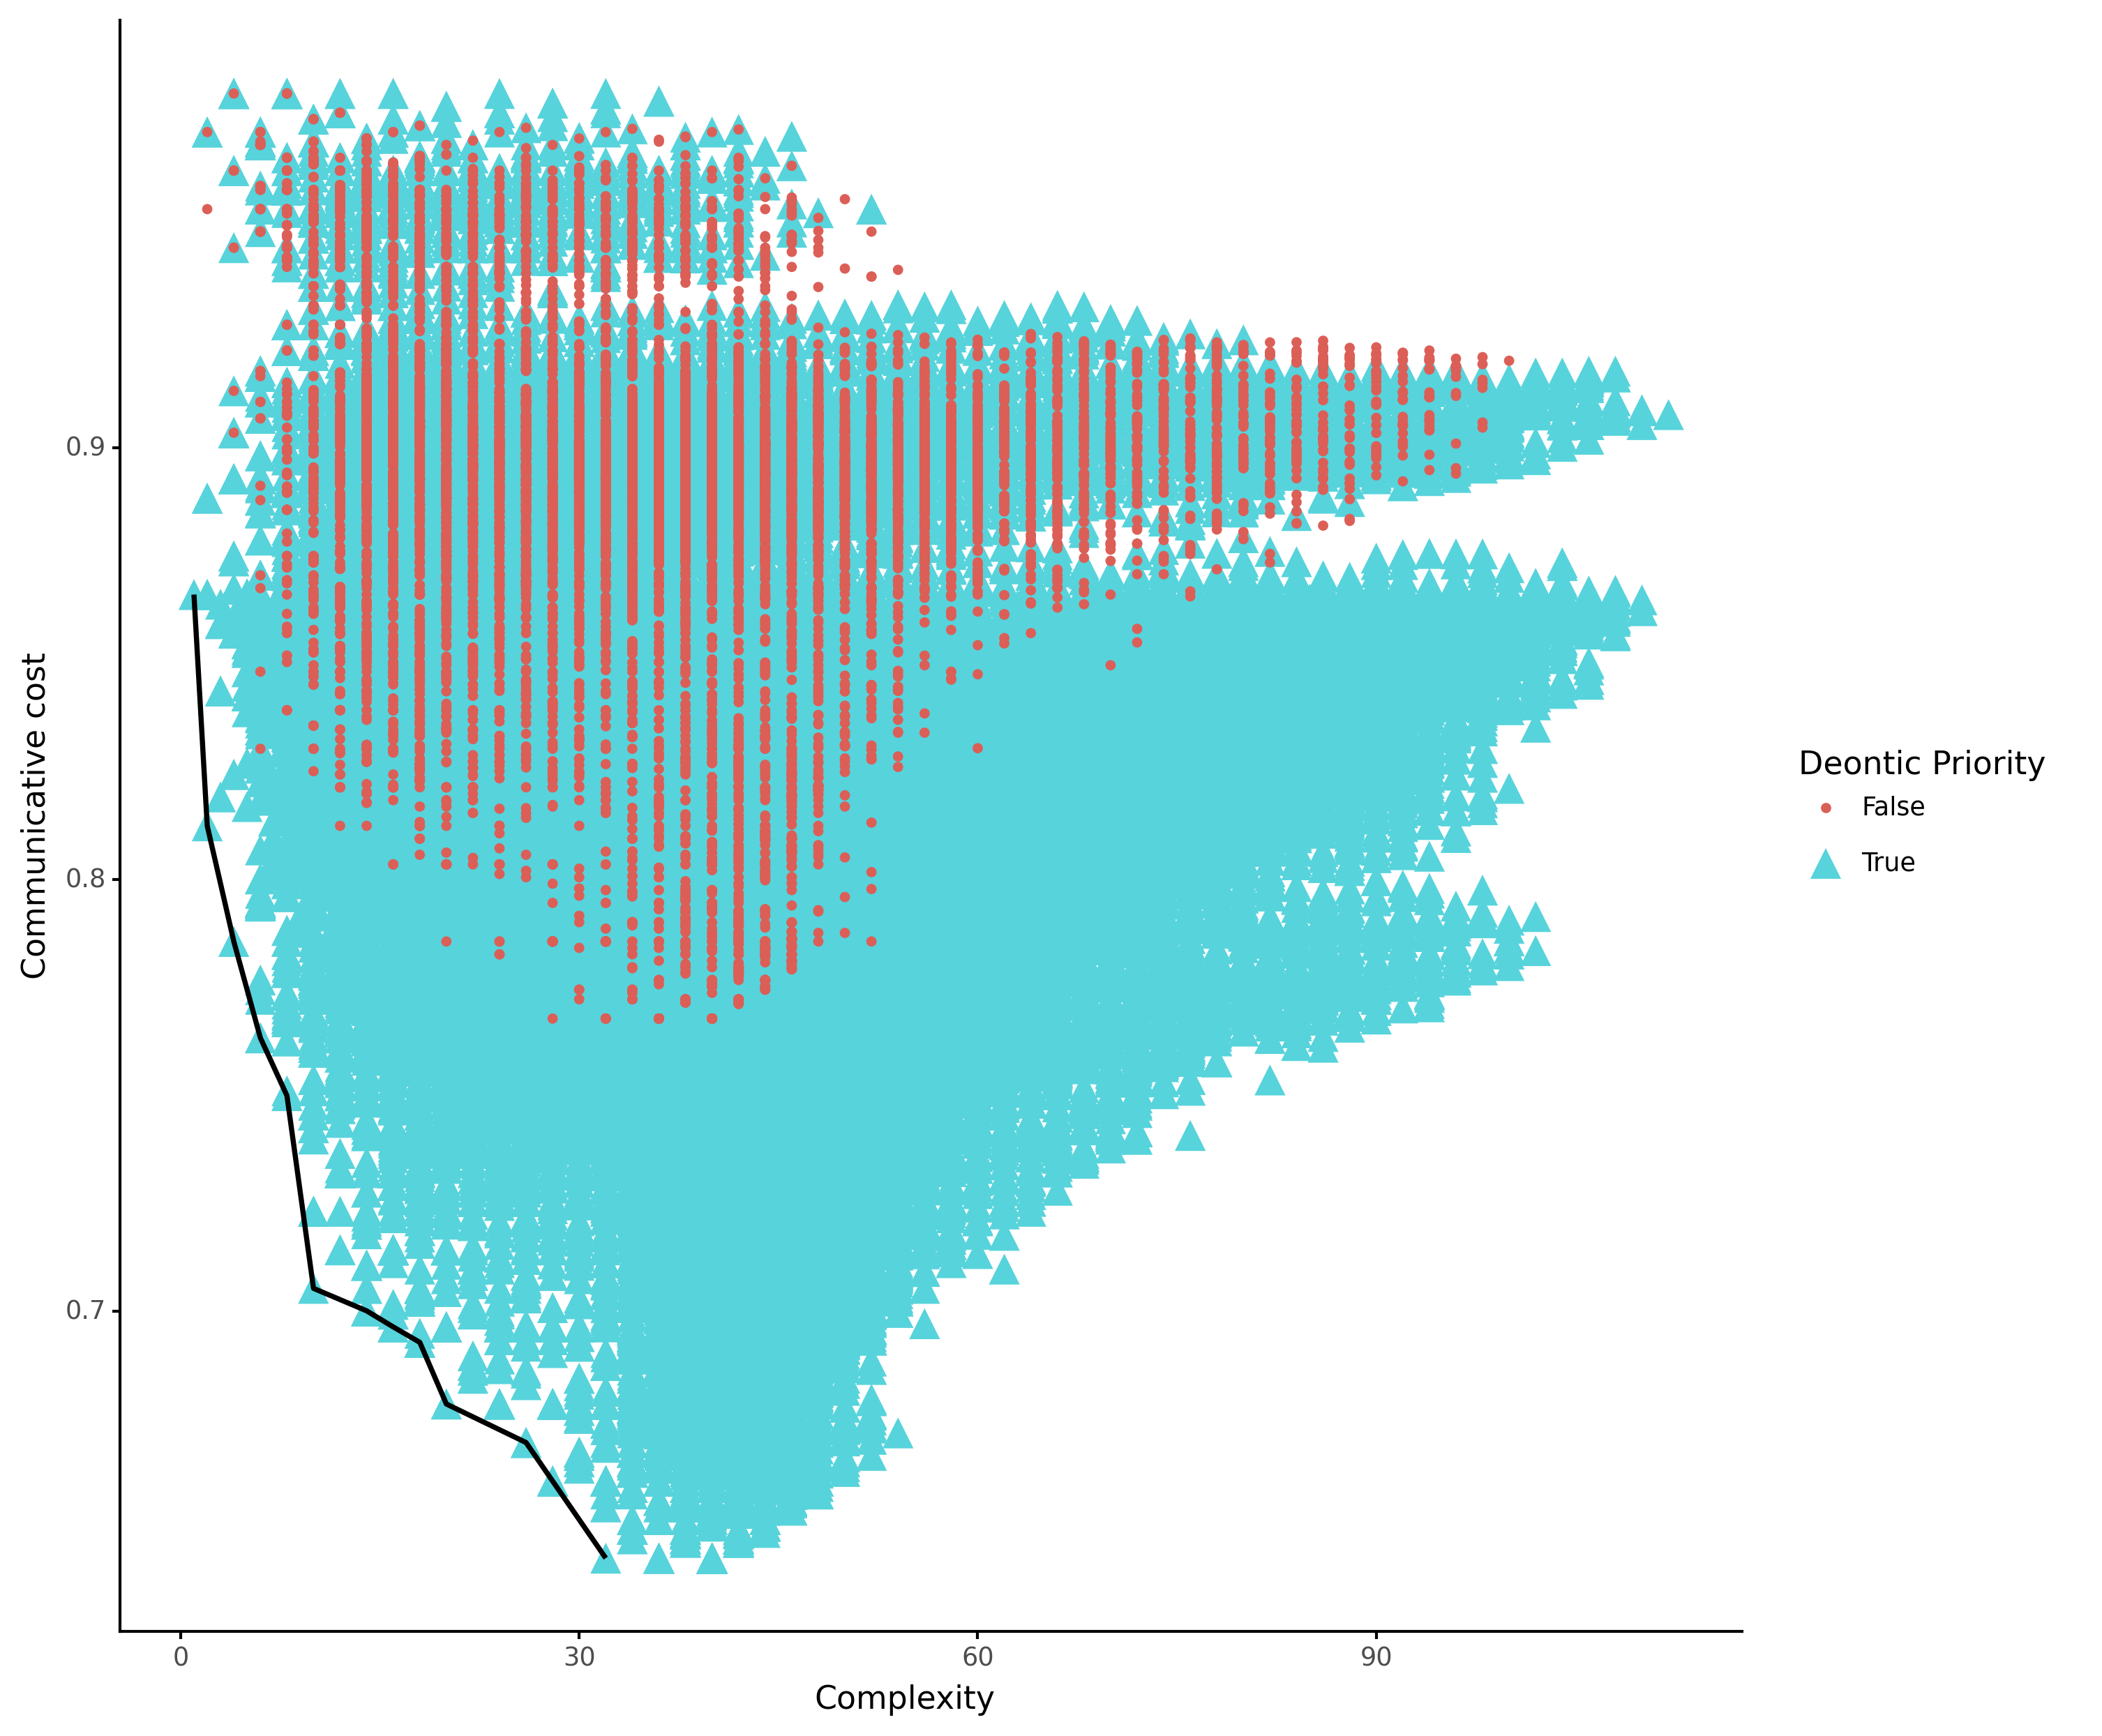 Communicative cost
0.9
0.8
0.7
0
30
60
90
Complexity
Deontic Priority
False
True